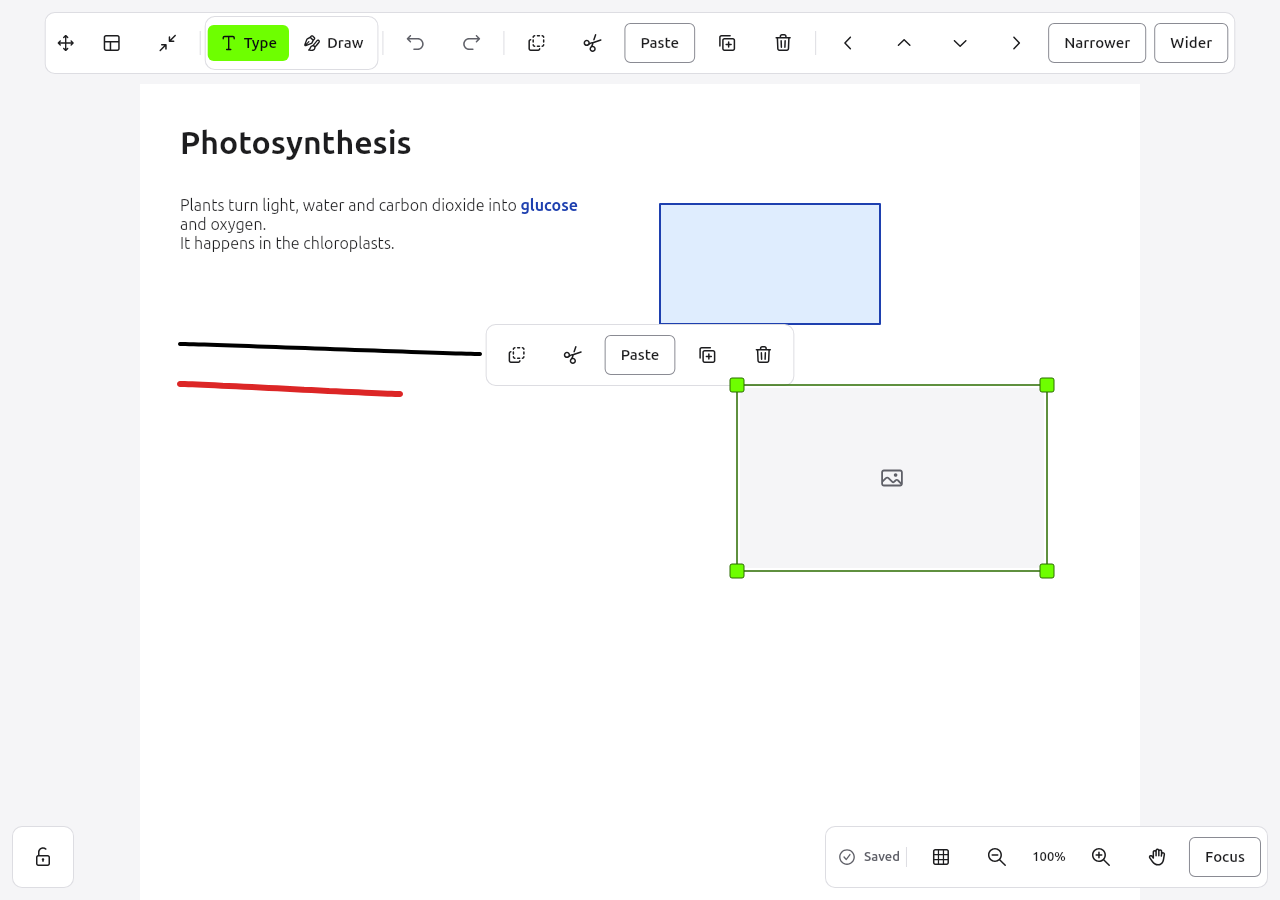 Type Draw Paste Narrower Wider
Photosynthesis
Plants turn light, water and carbon dioxide into glucose
and oxygen.
It happens in the chloroplasts.
Paste
Saved 100% Focus